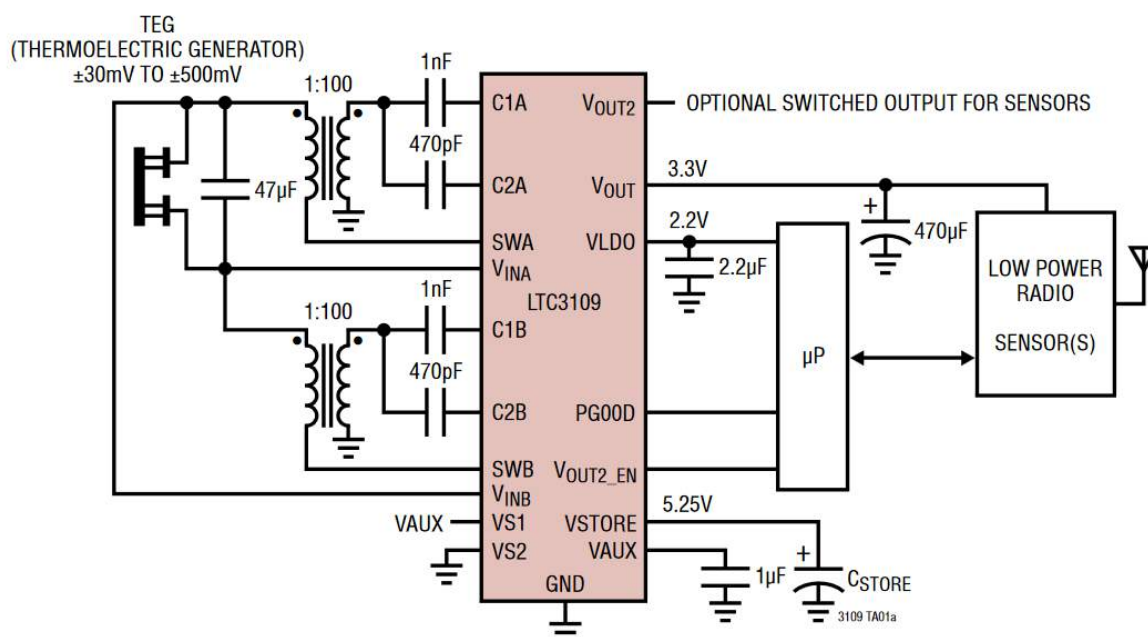 TEG
(THERMOELECTRIC GENERATOR)
±30mV TO ±500mV
1:100
1nF
470pF
47µF
C1A
C2A
SWA
VINA
1:100
1nF
470pF
C1B
C2B
SWB
VINB
VAUX
VS1
VS2
LTC3109
GND
VOUT2
OPTIONAL SWITCHED OUTPUT FOR SENSORS
VOUT
3.3V
VLDO
2.2V
2.2µF
+
470µF
µP
LOW POWER
RADIO
SENSOR(S)
PG00D
VOUT2_EN
VSTORE
5.25V
VAUX
1µF
+
CSTORE
3109 TA01a